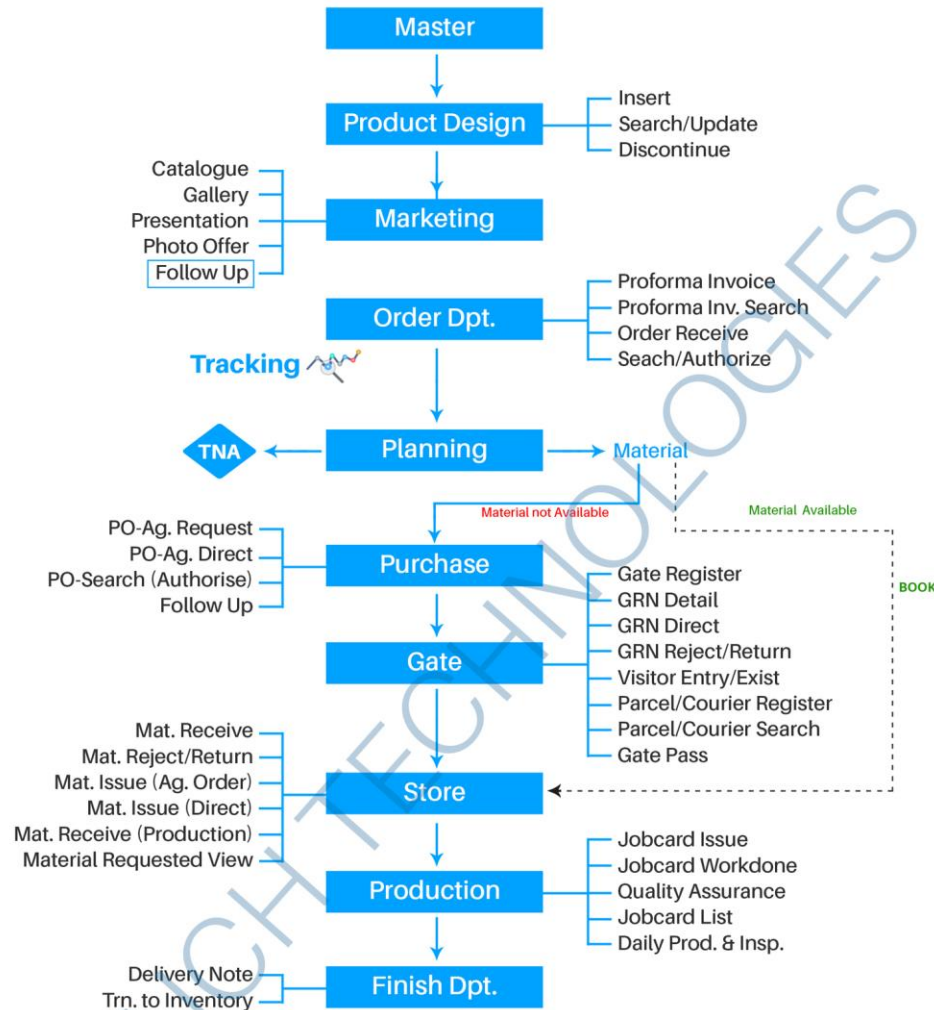 Master
Product Design
Insert
Search/Update
Discontinue
Catalogue
Gallery
Presentation
Photo Offer
Follow Up
Marketing
Order Dpt.
Proforma Invoice
Proforma Inv. Search
Order Receive
Seach/Authorize
Tracking
TNA
Planning
Material
Material not Available
Material Available
PO-Ag. Request
PO-Ag. Direct
PO-Search (Authorise)
Follow Up
Purchase
BOOK
Gate
Gate Register
GRN Detail
GRN Direct
GRN Reject/Return
Visitor Entry/Exist
Parcel/Courier Register
Parcel/Courier Search
Gate Pass
Mat. Receive
Mat. Reject/Return
Mat. Issue (Ag. Order)
Mat. Issue (Direct)
Mat. Receive (Production)
Material Requested View
Store
Production
Jobcard Issue
Jobcard Workdone
Quality Assurance
Jobcard List
Daily Prod. & Insp.
Delivery Note
Trn. to Inventory
Finish Dpt.
TECHNOLOGIES